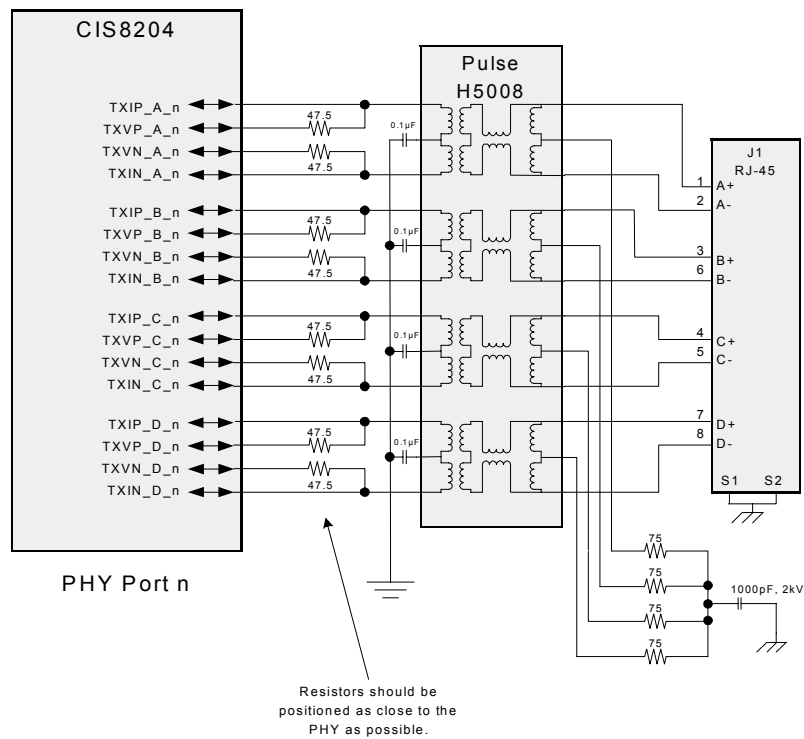 CIS8204
Pulse
H5008
TXIP_A_n
TXVP_A_n
TXVN_A_n
TXIN_A_n
47.5
47.5
0.1µF
TXIP_B_n
TXVP_B_n
TXVN_B_n
TXIN_B_n
47.5
47.5
0.1µF
TXIP_C_n
TXVP_C_n
TXVN_C_n
TXIN_C_n
47.5
47.5
0.1µF
TXIP_D_n
TXVP_D_n
TXVN_D_n
TXIN_D_n
47.5
47.5
0.1µF
J1
RJ-45
1 A+
2 A-
3 B+
6 B-
4 C+
5 C-
7 D+
8 D-
S1 S2
PHY Port n
75
75
75
75
1000pF, 2kV
Resistors should be
positioned as close to the
PHY as possible.